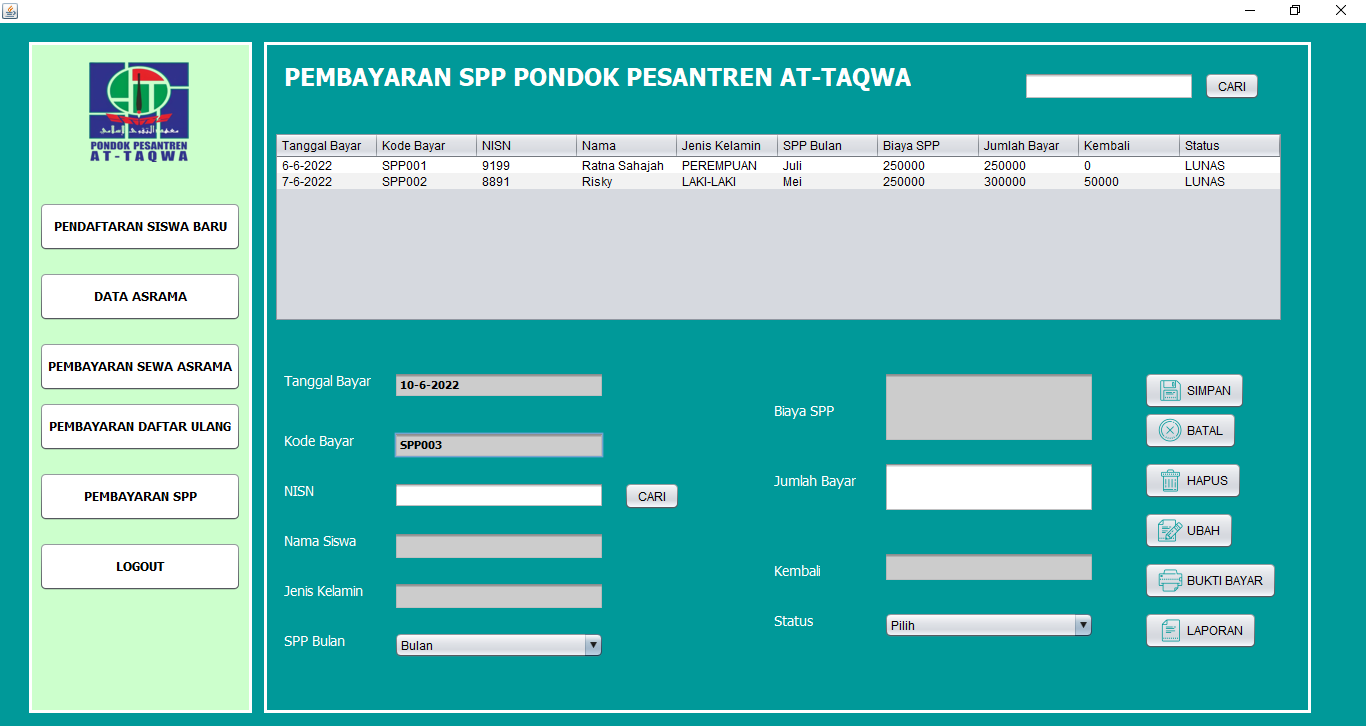 PONDOK PESANTREN
AT-TAQWA
PENDAFTARAN SISWA BARU
DATA ASRAMA
PEMBAYARAN SEWA ASRAMA
PEMBAYARAN DAFTAR ULANG
PEMBAYARAN SPP
LOGOUT
PEMBAYARAN SPP PONDOK PESANTREN AT-TAQWA
CARI
Tanggal Bayar Kode Bayar NISN Nama Jenis Kelamin SPP Bulan Biaya SPP Jumlah Bayar Kembali Status
6-6-2022 SPP001 9199 Ratna Sahajah PEREMPUAN Juli 250000 250000 0 LUNAS
7-6-2022 SPP002 8891 Risky LAKI-LAKI Mei 250000 300000 50000 LUNAS
Tanggal Bayar 10-6-2022
Kode Bayar SPP003
NISN CARI
Nama Siswa
Jenis Kelamin
SPP Bulan Bulan
Biaya SPP
Jumlah Bayar
Kembali
Status Pilih
SIMPAN
BATAL
HAPUS
UBAH
BUKTI BAYAR
LAPORAN